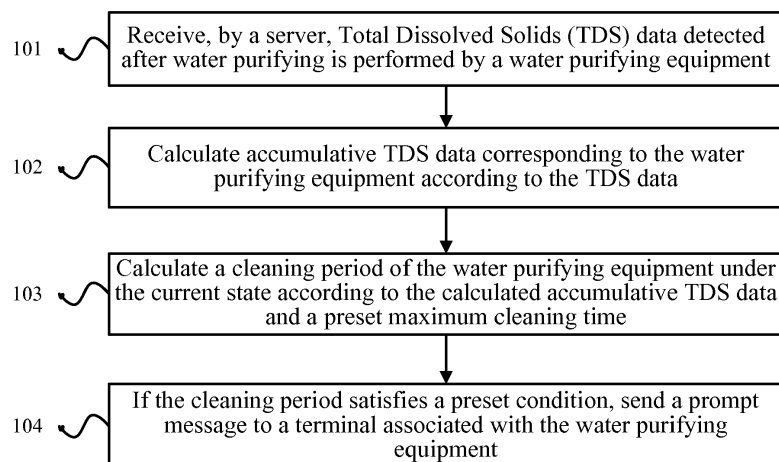 101
Receive, by a server, Total Dissolved Solids (TDS) data detected
after water purifying is performed by a water purifying equipment
102
Calculate accumulative TDS data corresponding to the water
purifying equipment according to the TDS data
103
Calculate a cleaning period of the water purifying equipment under
the current state according to the calculated accumulative TDS data
and a preset maximum cleaning time
104
If the cleaning period satisfies a preset condition, send a prompt
message to a terminal associated with the water purifying
equipment